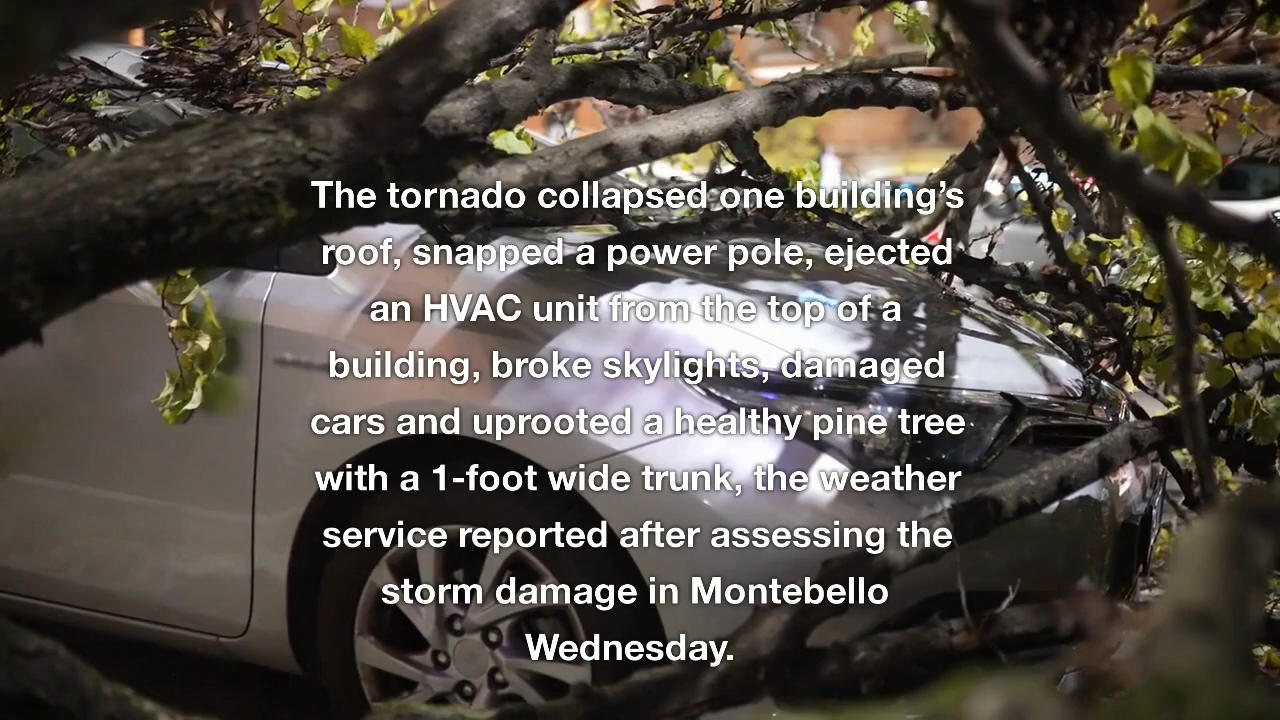 The tornado collapsed one building’s
roof, snapped a power pole, ejected
an HVAC unit from the top of a
building, broke skylights, damaged
cars and uprooted a healthy pine tree
with a 1-foot wide trunk, the weather
service reported after assessing the
storm damage in Montebello
Wednesday.